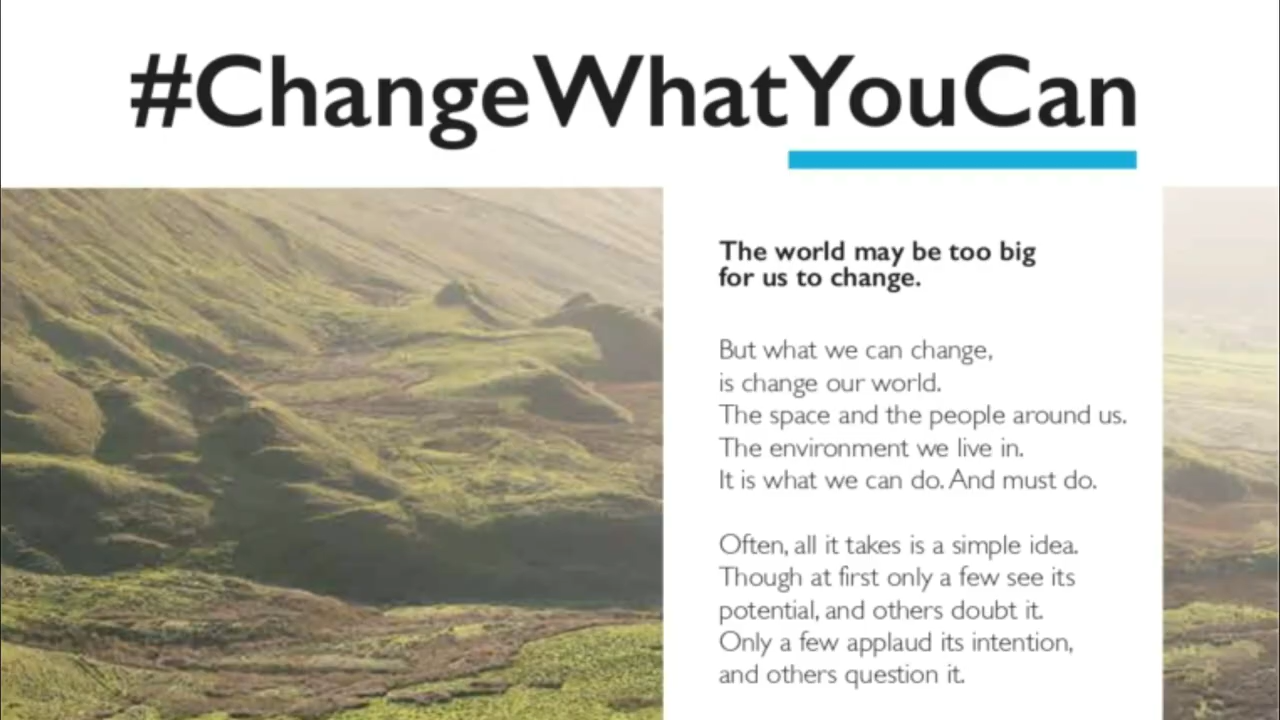 #ChangeWhatYouCan
The world may be too big
for us to change.
But what we can change,
is change our world.
The space and the people around us.
The environment we live in.
It is what we can do. And must do.
Often, all it takes is a simple idea.
Though at first only a few see its
potential, and others doubt it.
Only a few applaud its intention,
and others question it.